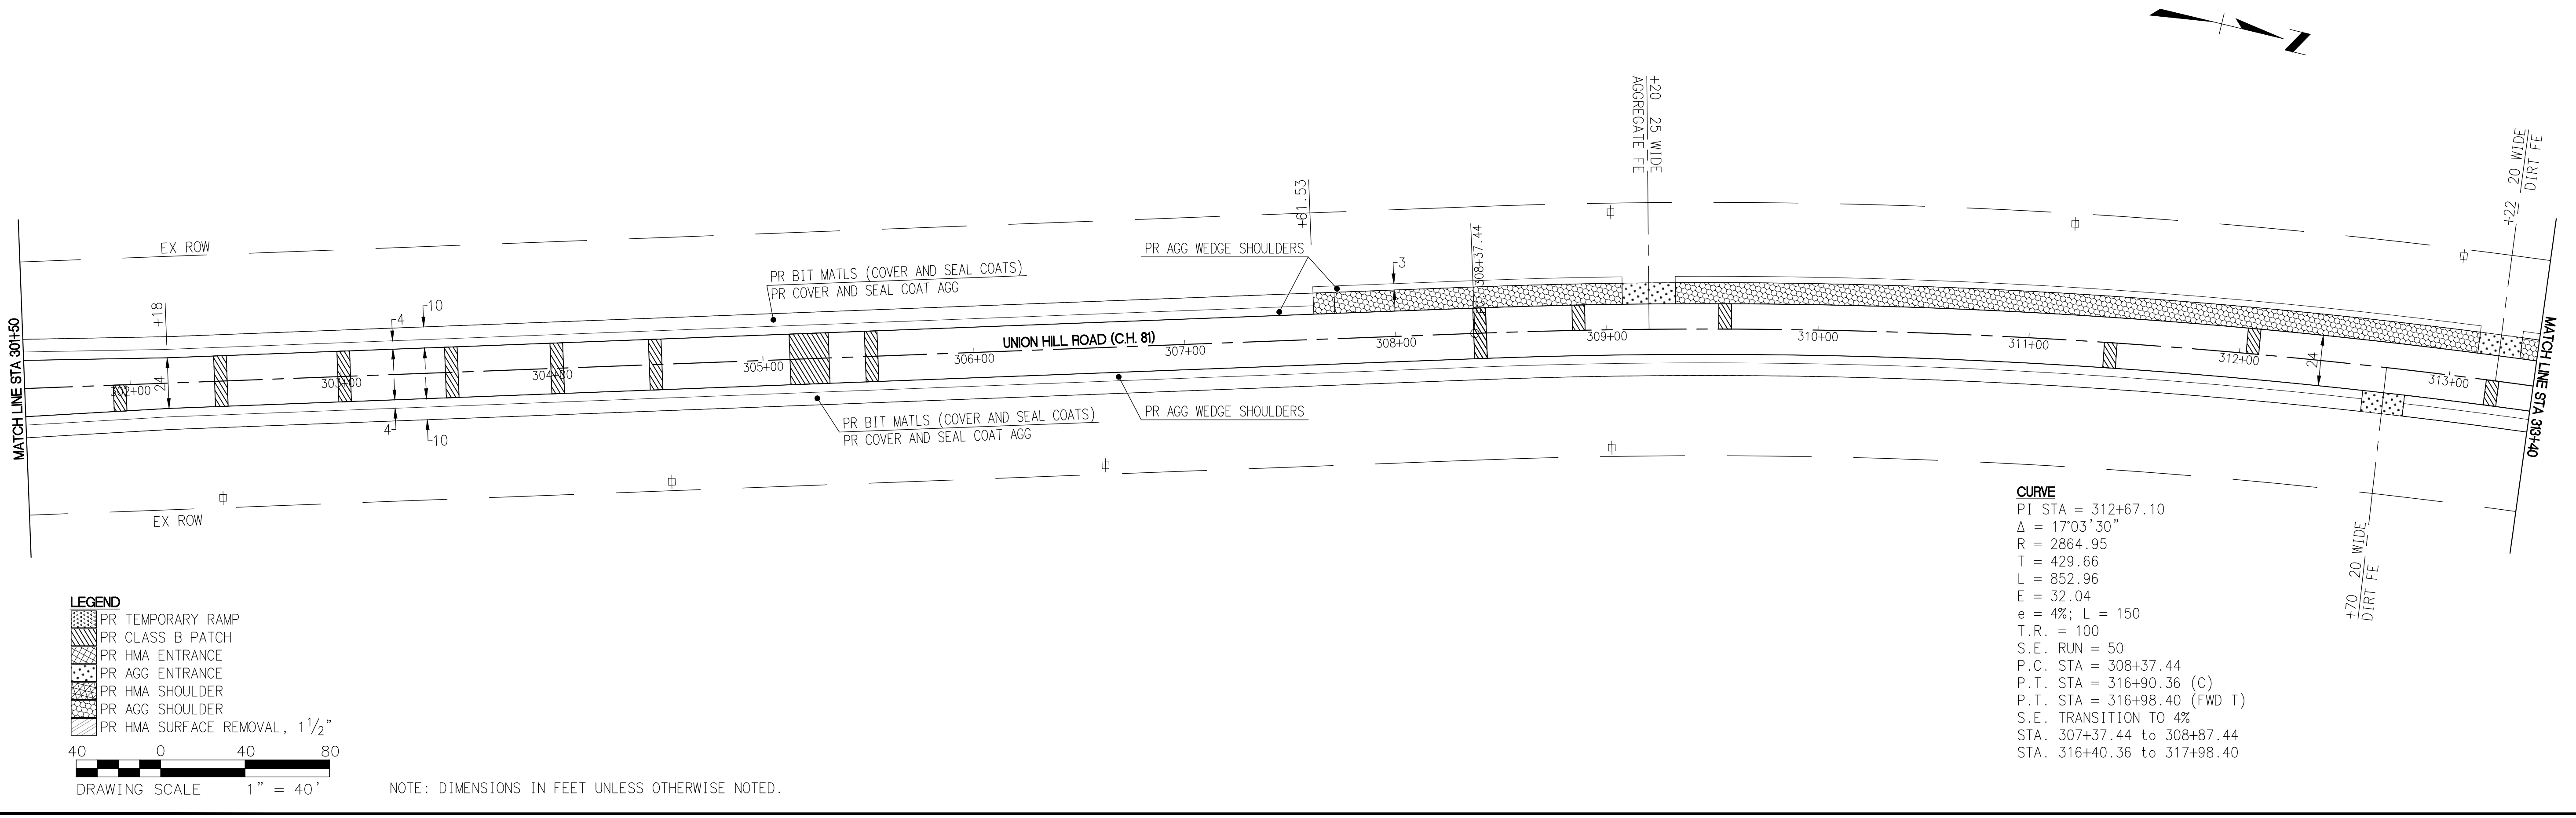 Z
+20 25 WIDE
AGGREGATE FE
+22 20 WIDE
DIRT FE
+61.53
EX ROW
PR AGG WEDGE SHOULDERS
P.C. 308+37.44
3
PR BIT MATLS (COVER AND SEAL COATS)
PR COVER AND SEAL COAT AGG
+18
4
10
MATCH LINE STA 301+50
UNION HILL ROAD (C.H. 81)
302+00
24
303+00
304+00
305+00
306+00
307+00
308+00
309+00
310+00
311+00
312+00
24
313+00
MATCH LINE STA 313+40
4
10
PR BIT MATLS (COVER AND SEAL COATS)
PR COVER AND SEAL COAT AGG
PR AGG WEDGE SHOULDERS
EX ROW
+70 20 WIDE
DIRT FE
CURVE
PI STA = 312+67.10
Δ = 17°03'30"
R = 2864.95
T = 429.66
L = 852.96
E = 32.04
e = 4%; L = 150
T.R. = 100
S.E. RUN = 50
P.C. STA = 308+37.44
P.T. STA = 316+90.36 (C)
P.T. STA = 316+98.40 (FWD T)
S.E. TRANSITION TO 4%
STA. 307+37.44 to 308+87.44
STA. 316+40.36 to 317+98.40
LEGEND
PR TEMPORARY RAMP
PR CLASS B PATCH
PR HMA ENTRANCE
PR AGG ENTRANCE
PR HMA SHOULDER
PR AGG SHOULDER
PR HMA SURFACE REMOVAL, 1 1/2"
40 0 40 80
DRAWING SCALE 1" = 40'
NOTE: DIMENSIONS IN FEET UNLESS OTHERWISE NOTED.